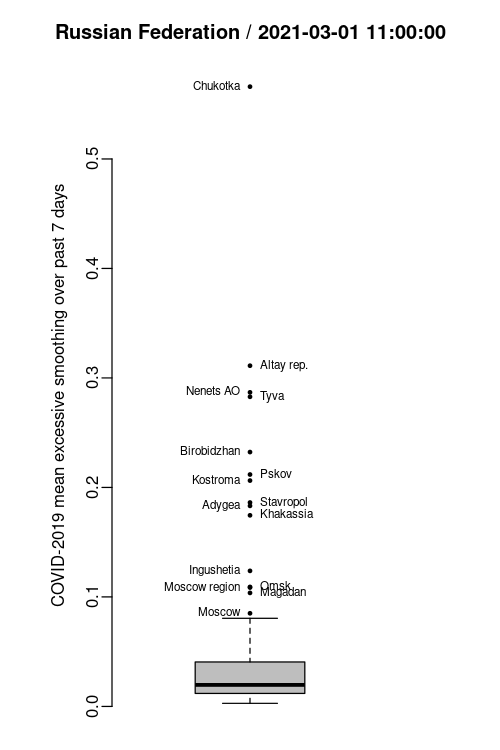 Russian Federation / 2021-03-01 11:00:00
COVID-2019 mean excessive smoothing over past 7 days
0.5
0.4
0.3
0.2
0.1
0.0
Chukotka
Altay rep.
Nenets AO
Tyva
Birobidzhan
Pskov
Kostroma
Stavropol
Adygea
Khakassia
Ingushetia
Omsk
Moscow region
Magadan
Moscow